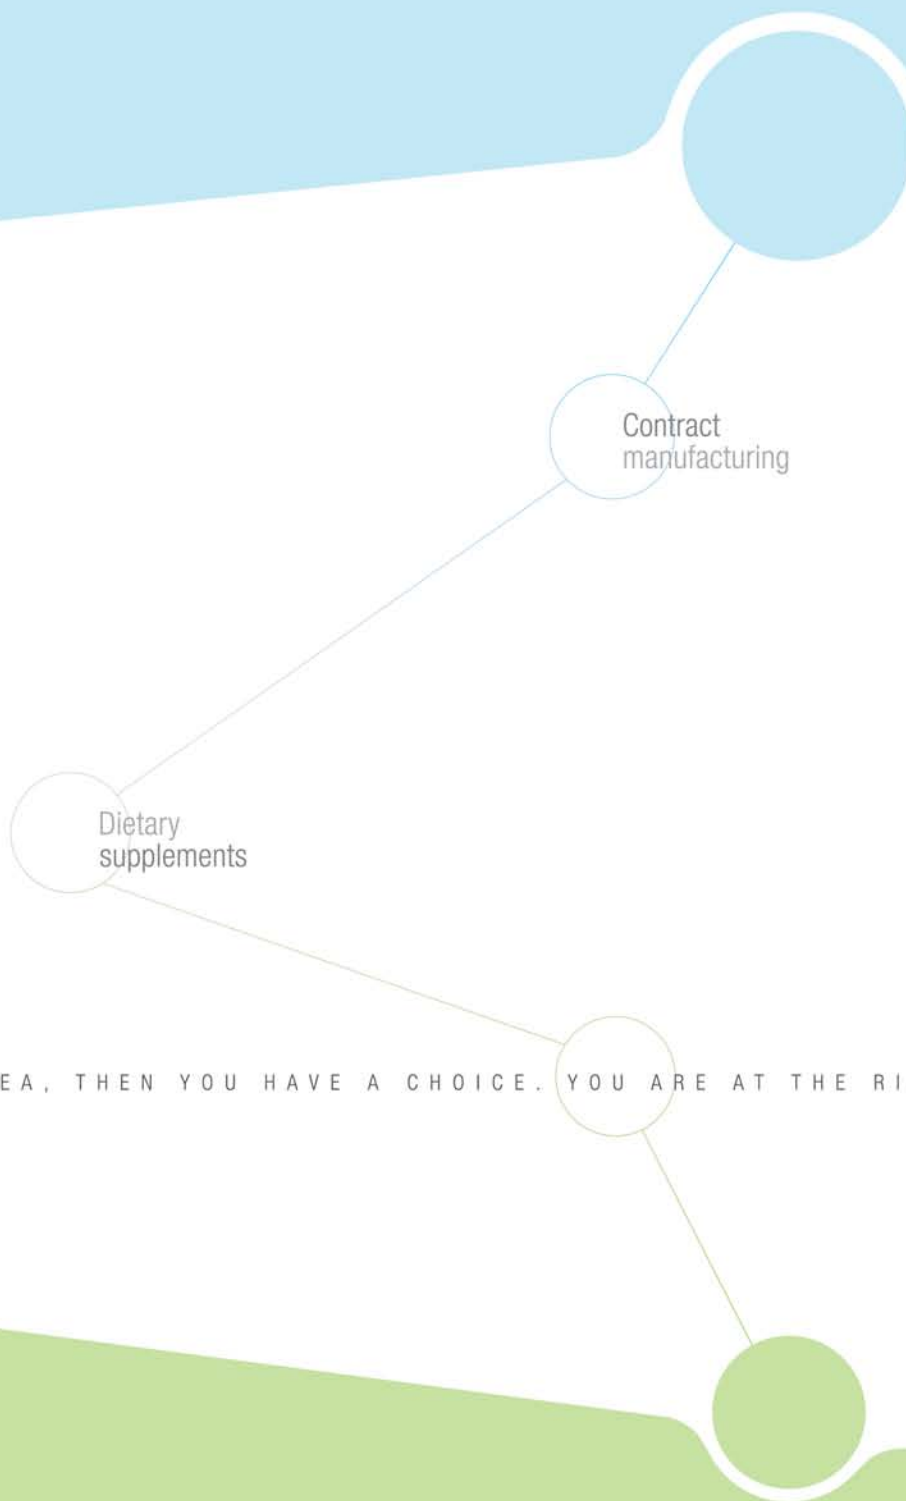 Contract
manufacturing
Dietary
supplements
EA, THEN YOU HAVE A CHOICE. YOU ARE AT THE RI